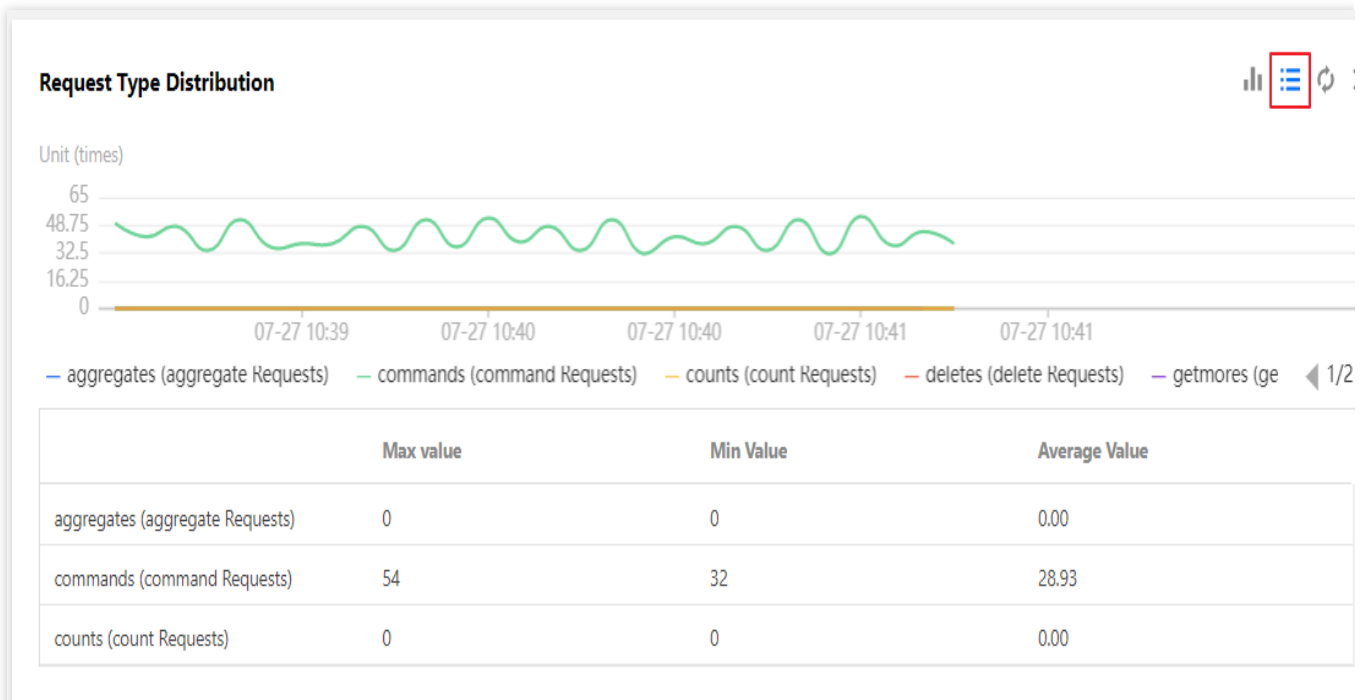 Request Type Distribution
Unit (times)
65
48.75
32.5
16.25
0
07-27 10:39 07-27 10:40 07-27 10:40 07-27 10:41 07-27 10:41
aggregates (aggregate Requests) commands (command Requests) counts (count Requests) deletes (delete Requests) getmores (ge 1/2
Max value Min Value Average Value
aggregates (aggregate Requests) 0 0 0.00
commands (command Requests) 54 32 28.93
counts (count Requests) 0 0 0.00